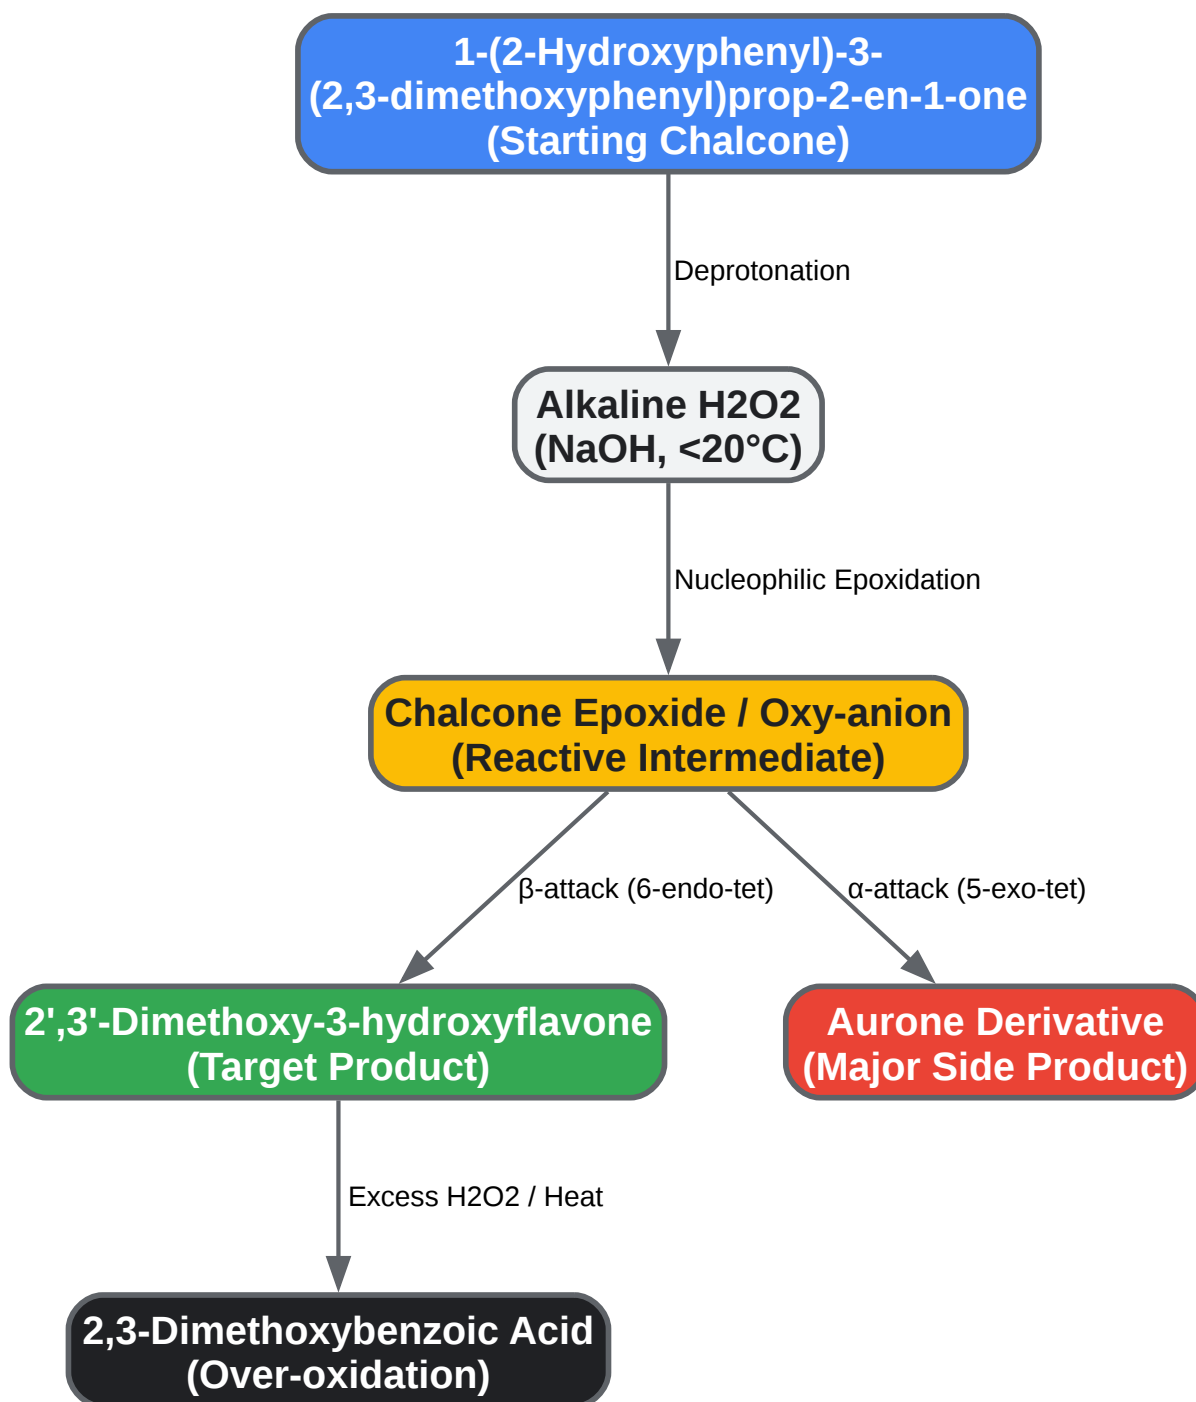 1-(2-Hydroxyphenyl)-3-
(2,3-dimethoxyphenyl)prop-2-en-1-one
(Starting Chalcone)
Deprotonation
Alkaline H2O2
(NaOH, <20°C)
Nucleophilic Epoxidation
Chalcone Epoxide / Oxy-anion
(Reactive Intermediate)
β-attack (6-endo-tet)
α-attack (5-exo-tet)
2',3'-Dimethoxy-3-hydroxyflavone
(Target Product)
Aurone Derivative
(Major Side Product)
Excess H2O2 / Heat
2,3-Dimethoxybenzoic Acid
(Over-oxidation)